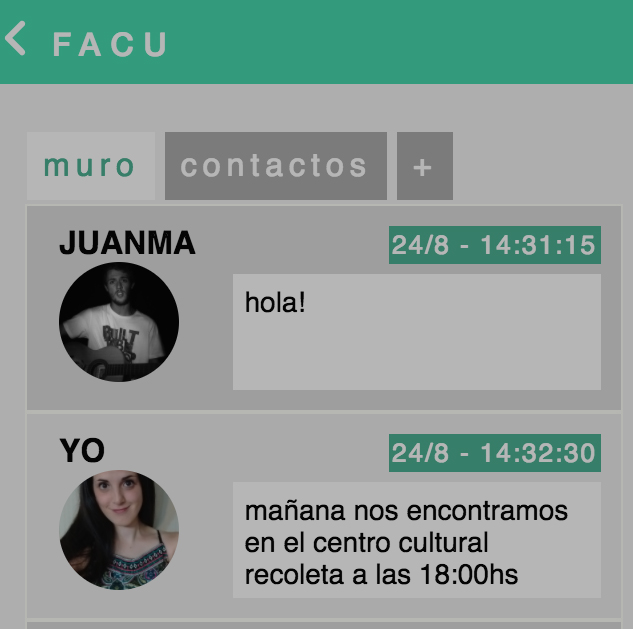 FACU
muro contactos +
JUANMA 24/8 - 14:31:15
hola!
YO 24/8 - 14:32:30
mañana nos encontramos
en el centro cultural
recoleta a las 18:00hs